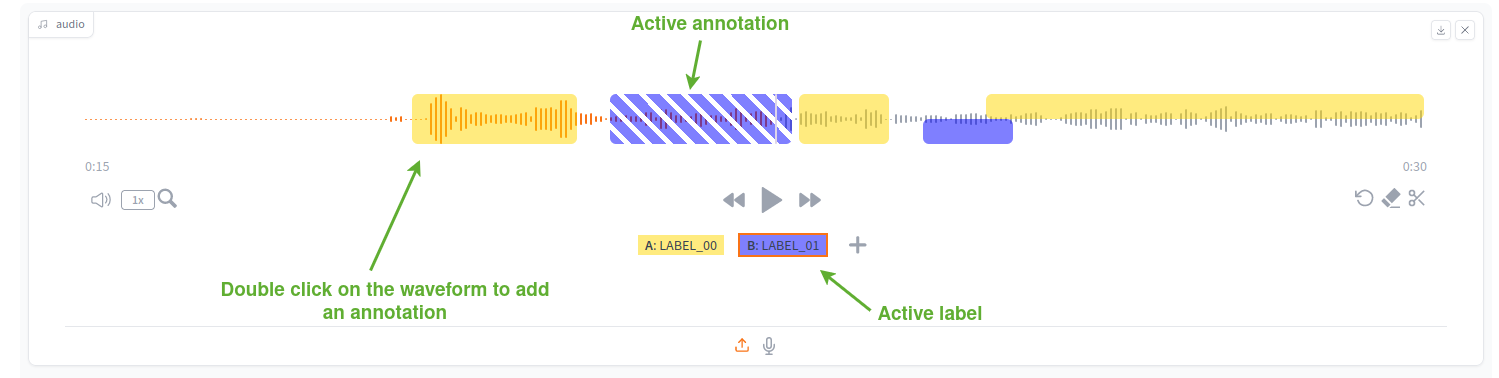 Active annotation
audio
0:15
0:30
1x
A: LABEL_00
B: LABEL_01
Double click on the waveform to add
an annotation
Active label